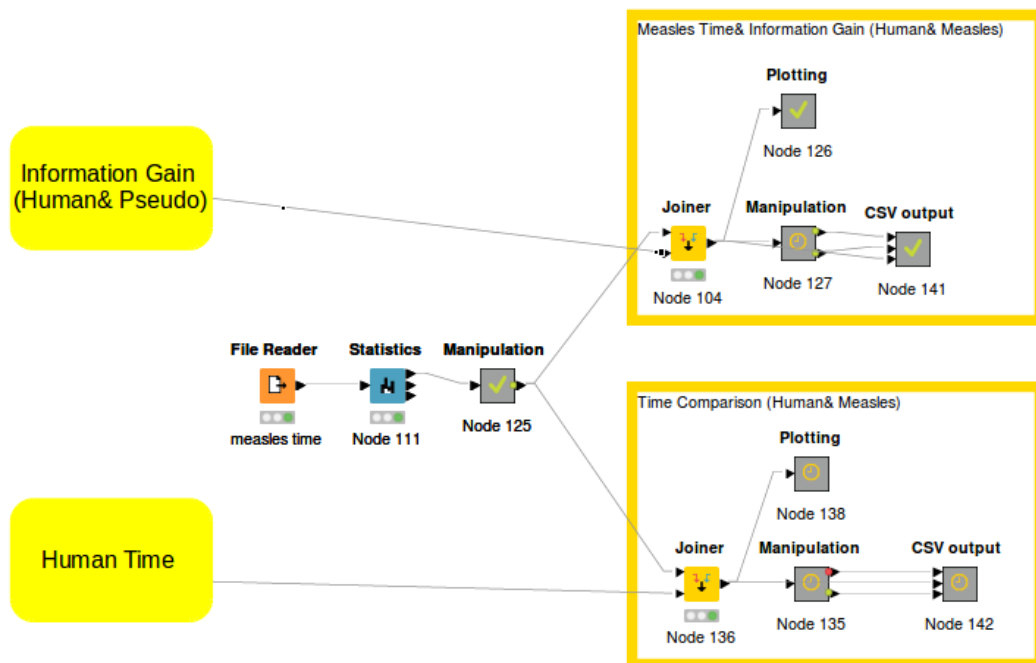 Measles Time& Information Gain (Human& Measles)
Plotting
Node 126
Information Gain
(Human& Pseudo)
Joiner
Manipulation
CSV output
Node 104
Node 127
Node 141
File Reader
Statistics
Manipulation
measles time
Node 111
Node 125
Time Comparison (Human& Measles)
Plotting
Node 138
Human Time
Joiner
Manipulation
CSV output
Node 136
Node 135
Node 142